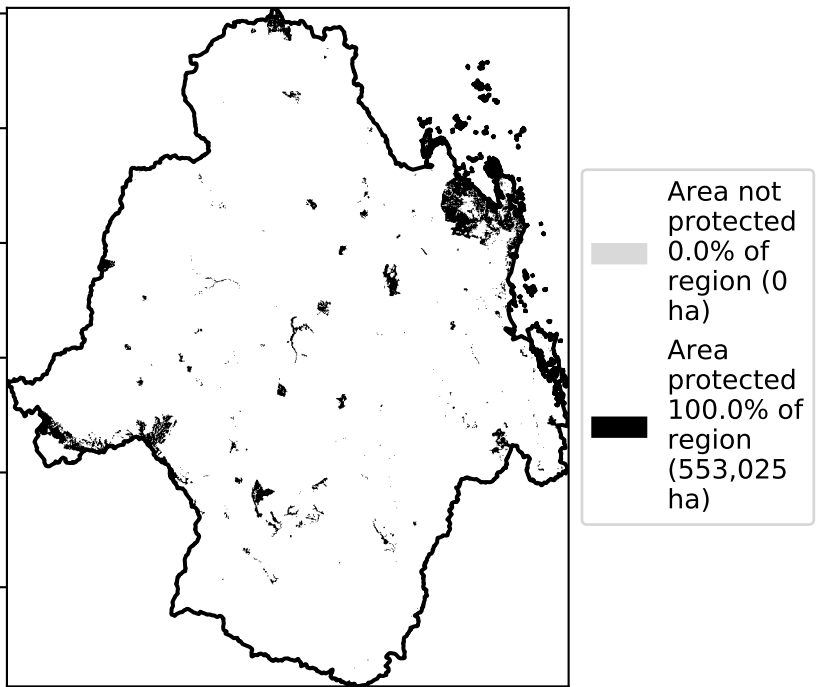 Area not
protected
0.0% of
region (0
ha)
Area
protected
100.0% of
region
(553,025
ha)